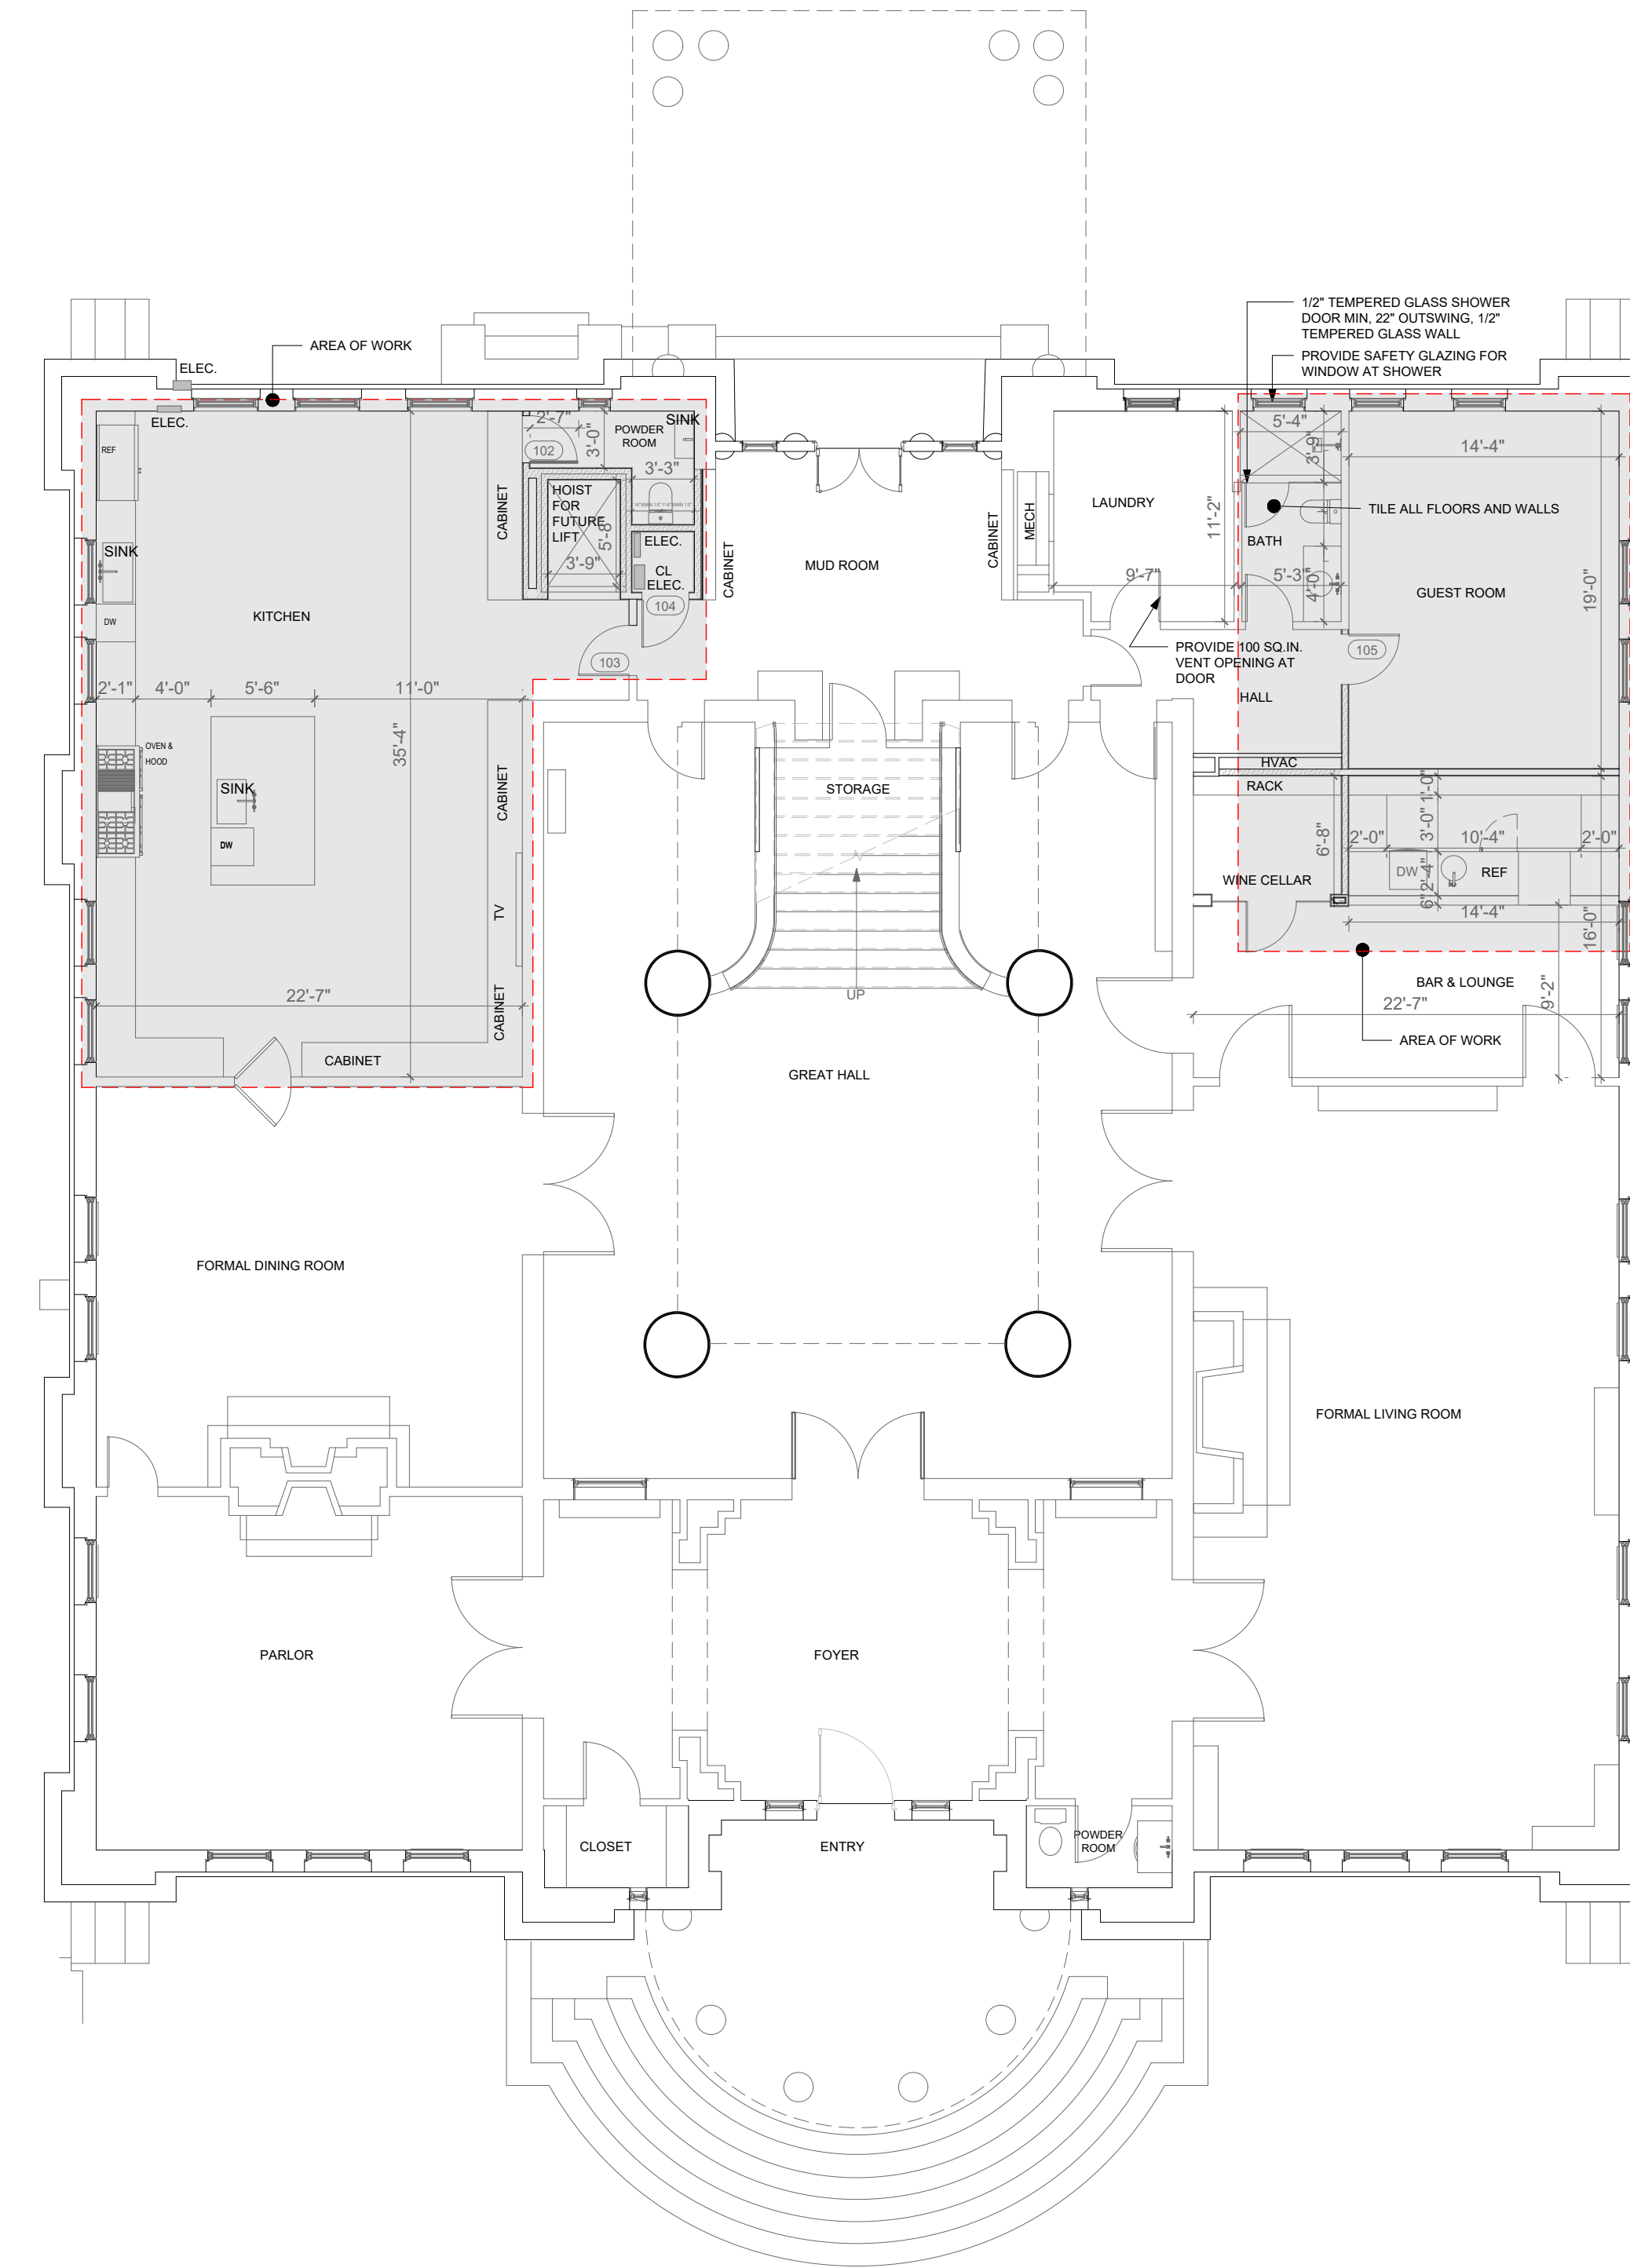 1/2" TEMPERED GLASS SHOWER
DOOR MIN, 22" OUTSWING, 1/2"
TEMPERED GLASS WALL
PROVIDE SAFETY GLAZING FOR
WINDOW AT SHOWER
AREA OF WORK
ELEC.
ELEC.
REF
2'-7"
3'-0"
102
POWDER
ROOM
SINK
3'-3"
HOIST
FOR
FUTURE
LIFT
5'-8
3'-9"
ELEC.
CL
ELEC.
104
103
CABINET
CABINET
MUD ROOM
CABINET
MECH
LAUNDRY
11'-2"
9'-7"
5'-4"
3'-9"
14'-4"
TILE ALL FLOORS AND WALLS
BATH
5'-3"
4'-0"
GUEST ROOM
19'-0"
105
PROVIDE 100 SQ.IN.
VENT OPENING AT
DOOR
HALL
SINK
DW
KITCHEN
2'-1"
4'-0"
5'-6"
11'-0"
35'-4"
OVEN &
HOOD
SINK
DW
CABINET
TV
CABINET
22'-7"
CABINET
STORAGE
UP
HVAC
RACK
6'-8"
WINE CELLAR
1'-0"
3'-0"
2'-4"
6"
2'-0"
10'-4"
2'-0"
DW
REF
14'-4"
16'-0"
BAR & LOUNGE
9'-2"
22'-7"
AREA OF WORK
GREAT HALL
FORMAL DINING ROOM
FORMAL LIVING ROOM
PARLOR
FOYER
CLOSET
ENTRY
POWDER
ROOM